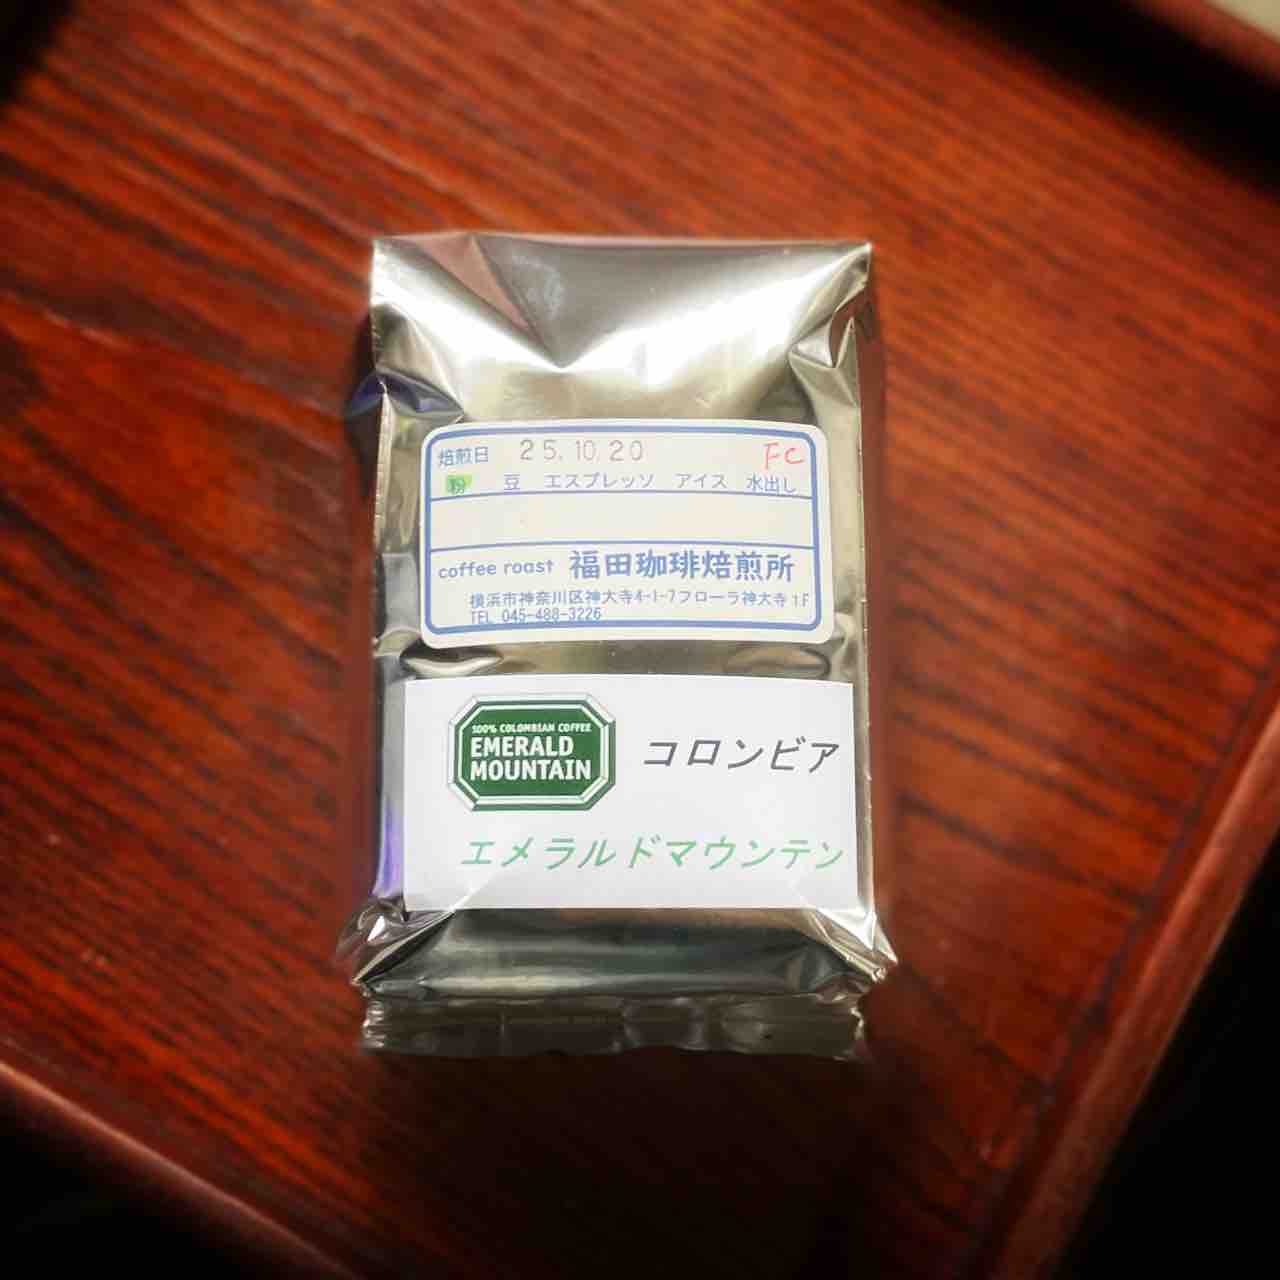 焙煎日 25.10.20 FC
粉 豆 エスプレッソ アイス 水出し
coffee roast 福田珈琲焙煎所
横浜市神奈川区神大寺4-1-7フローラ神大寺1F
TEL 045-488-3226
100% COLOMBIAN COFFEE
EMERALD
MOUNTAIN
コロンビア
エメラルドマウンテン